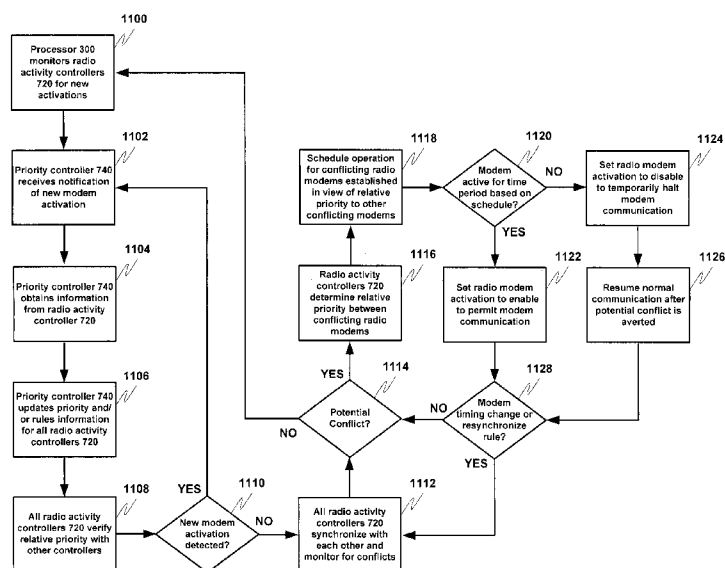 1100
Processor 300
monitors radio
activity controllers
720 for new
activations
1102
Priority controller 740
receives notification
of new modem
activation
1104
Priority controller 740
obtains information
from radio activity
controller 720
1106
Priority controller 740
updates priority and/
or rules information
for all radio activity
controllers 720
1108
All radio activity
controllers 720 verify
relative priority with
other controllers
1110
New modem
activation
detected?
YES
NO
1112
All radio activity
controllers 720
synchronize with
each other and
monitor for conflicts
1114
Potential
Conflict?
YES
NO
1116
Radio activity
controllers 720
determine relative
priority between
conflicting radio
modems
1118
Schedule operation
for conflicting radio
modems established
in view of relative
priority to other
conflicting modems
1120
Modem
active for time
period based on
schedule?
NO
YES
1122
Set radio modem
activation to enable
to permit modem
communication
1124
Set radio modem
activation to disable
to temporarily halt
modem
communication
1126
Resume normal
communication after
potential conflict is
averted
1128
Modem
timing change or
resynchronize
rule?
NO
YES